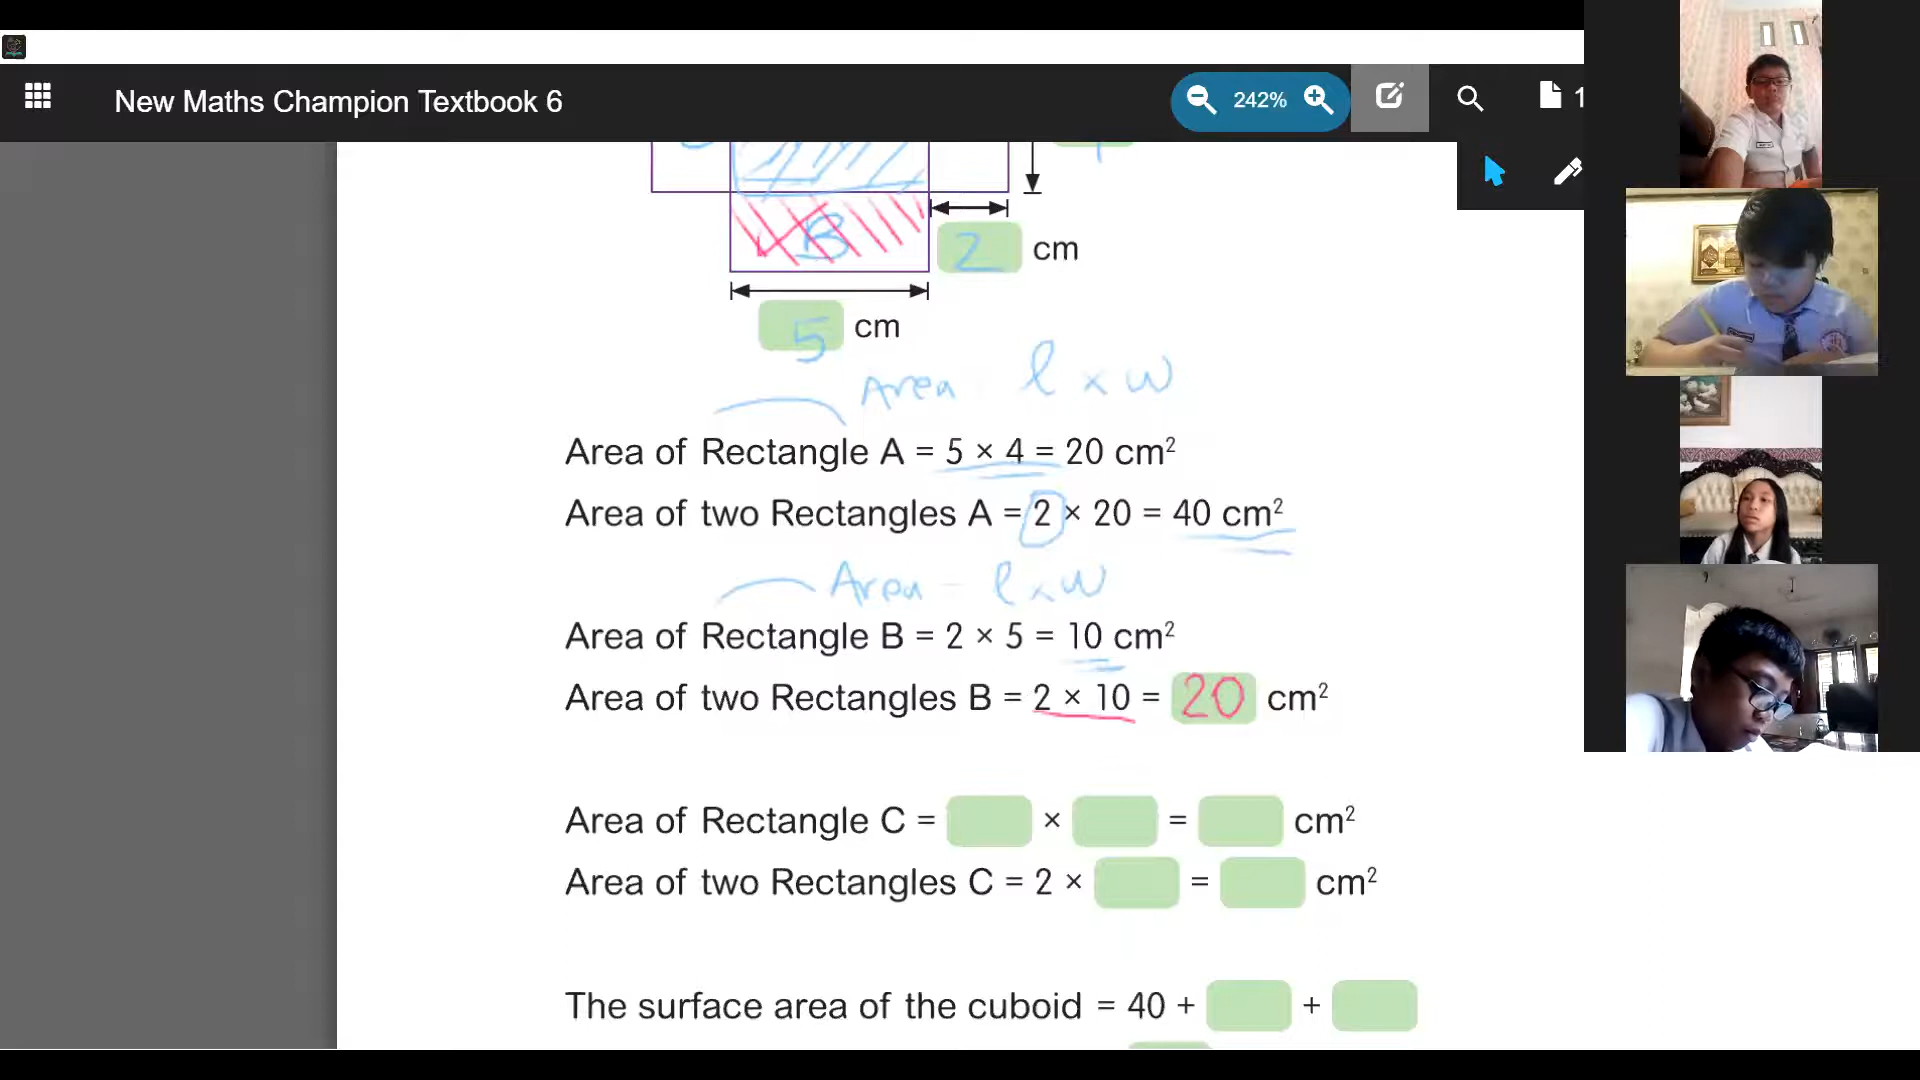 New Maths Champion Textbook 6
242%
1
B
2 cm
5 cm
Area l × w
Area of Rectangle A = 5 × 4 = 20 cm²
Area of two Rectangles A = 2 × 20 = 40 cm²
Area = l × w
Area of Rectangle B = 2 × 5 = 10 cm²
Area of two Rectangles B = 2 × 10 = 20 cm²
Area of Rectangle C = × = cm²
Area of two Rectangles C = 2 × = cm²
The surface area of the cuboid = 40 + +